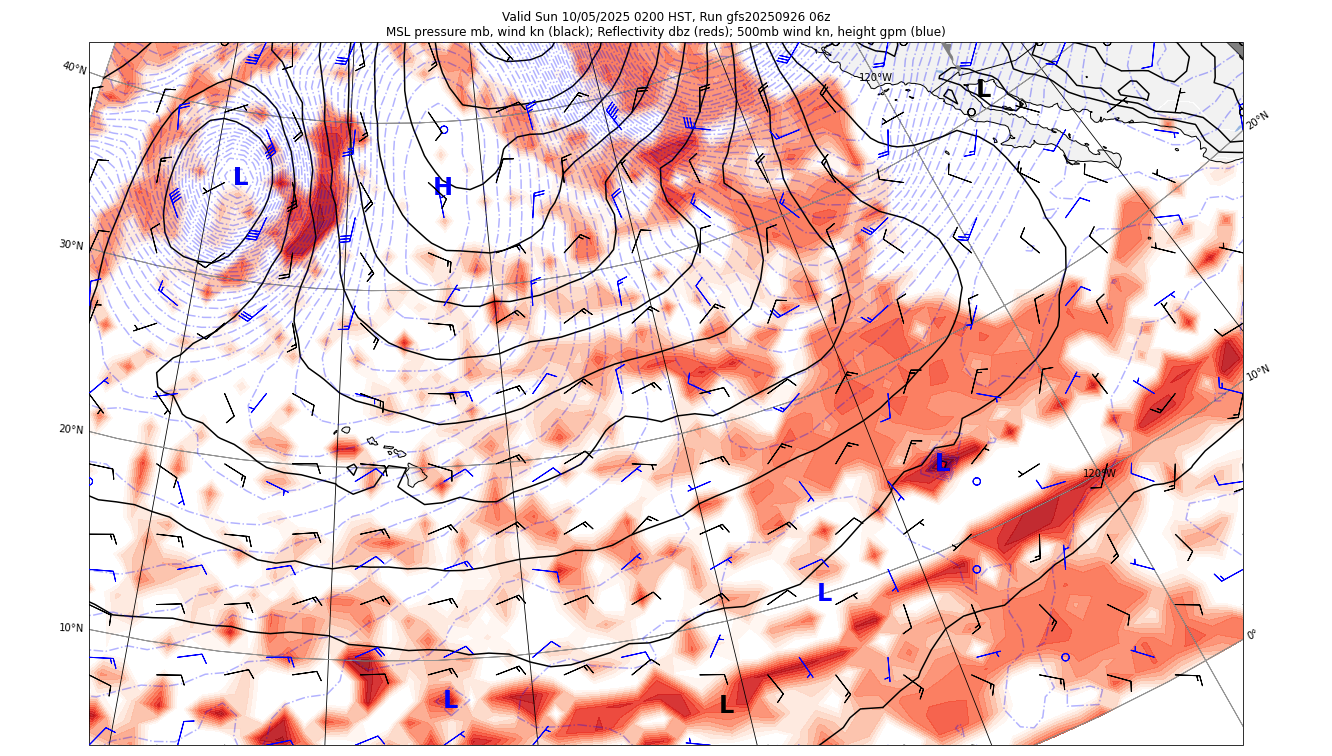 Valid Sun 10/05/2025 0200 HST, Run gfs20250926 06z
MSL pressure mb, wind kn (black); Reflectivity dbz (reds); 500mb wind kn, height gpm (blue)
40°N
120°W
L
20°N
L
H
30°N
10°N
20°N
L
120°W
L
10°N
0°
L
L